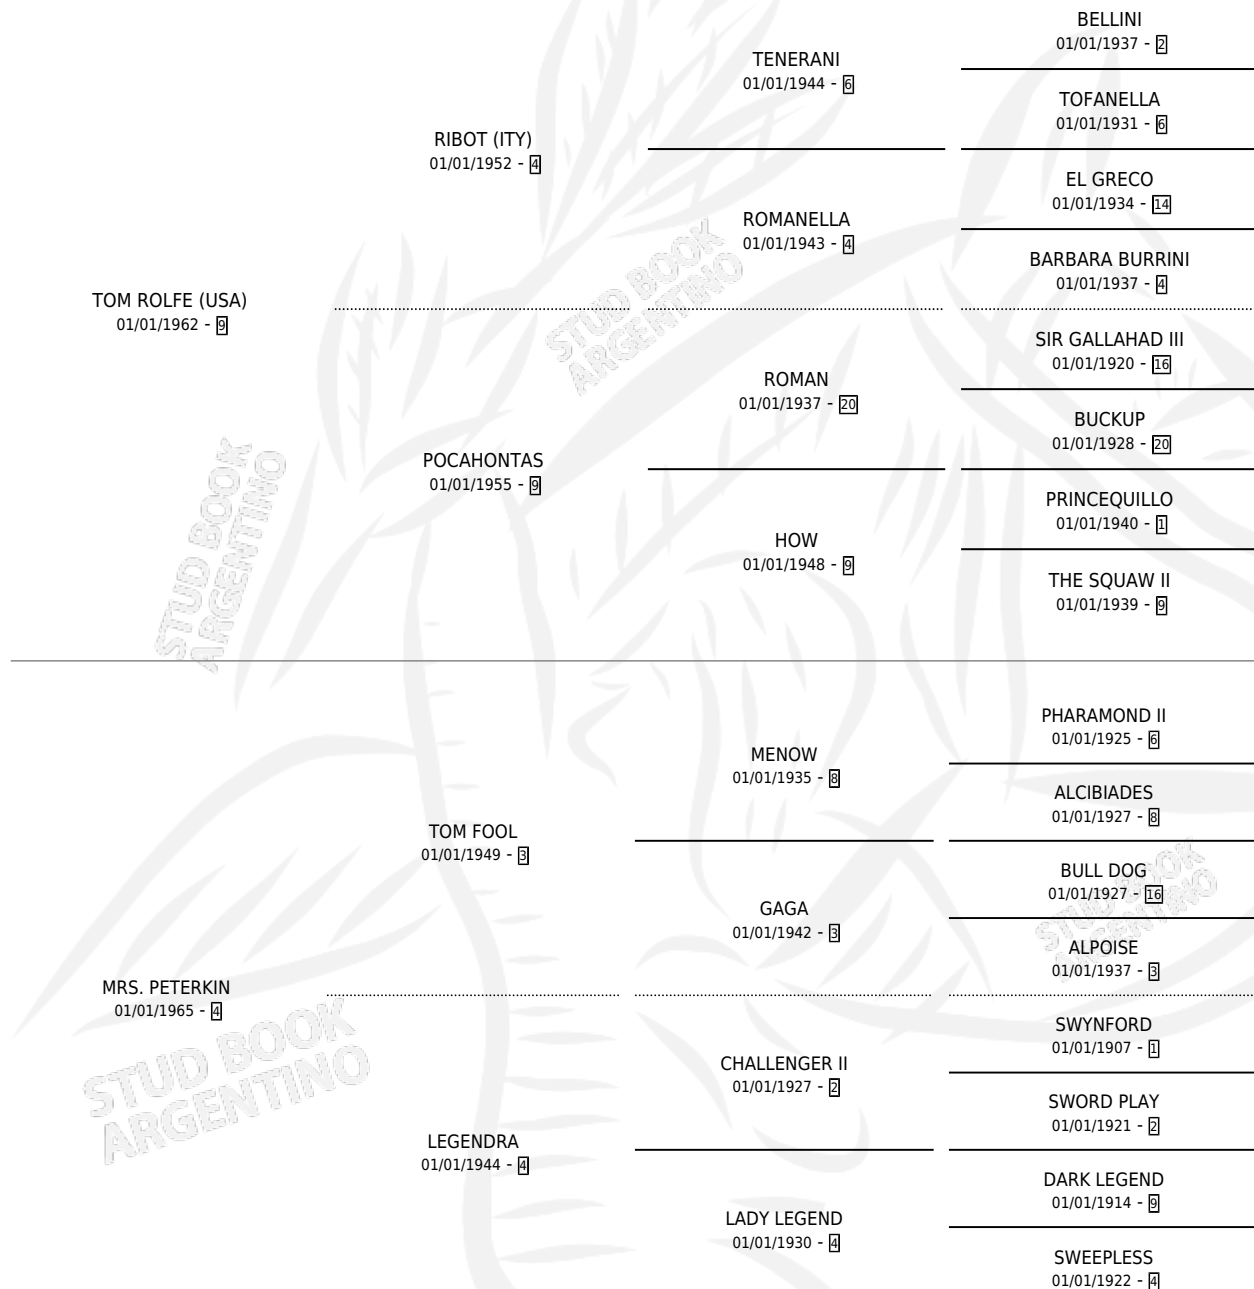 BELLINI
01/01/1937 - 2
TENERANI
01/01/1944 - 6
TOFANELLA
01/01/1931 - 6
RIBOT (ITY)
01/01/1952 - 4
EL GRECO
01/01/1934 - 14
ROMANELLA
01/01/1943 - 4
BARBARA BURRINI
01/01/1937 - 4
TOM ROLFE (USA)
01/01/1962 - 9
SIR GALLAHAD III
01/01/1920 - 16
ROMAN
01/01/1937 - 20
BUCKUP
01/01/1928 - 20
POCAHONTAS
01/01/1955 - 9
PRINCEQUILLO
01/01/1940 - 1
HOW
01/01/1948 - 9
THE SQUAW II
01/01/1939 - 9
PHARAMOND II
01/01/1925 - 6
MENOW
01/01/1935 - 8
ALCIBIADES
01/01/1927 - 8
TOM FOOL
01/01/1949 - 3
BULL DOG
01/01/1927 - 16
GAGA
01/01/1942 - 3
ALPOISE
01/01/1937 - 3
MRS. PETERKIN
01/01/1965 - 4
SWYNFORD
01/01/1907 - 1
CHALLENGER II
01/01/1927 - 2
SWORD PLAY
01/01/1921 - 2
LEGENDRA
01/01/1944 - 4
DARK LEGEND
01/01/1914 - 9
LADY LEGEND
01/01/1930 - 4
SWEEPLESS
01/01/1922 - 4
STUD BOOK
ARGENTINO
STUD BOOK
ARGENTINO
STUD BOOK
ARGENTINO
STUD BOOK
ARGENTINO